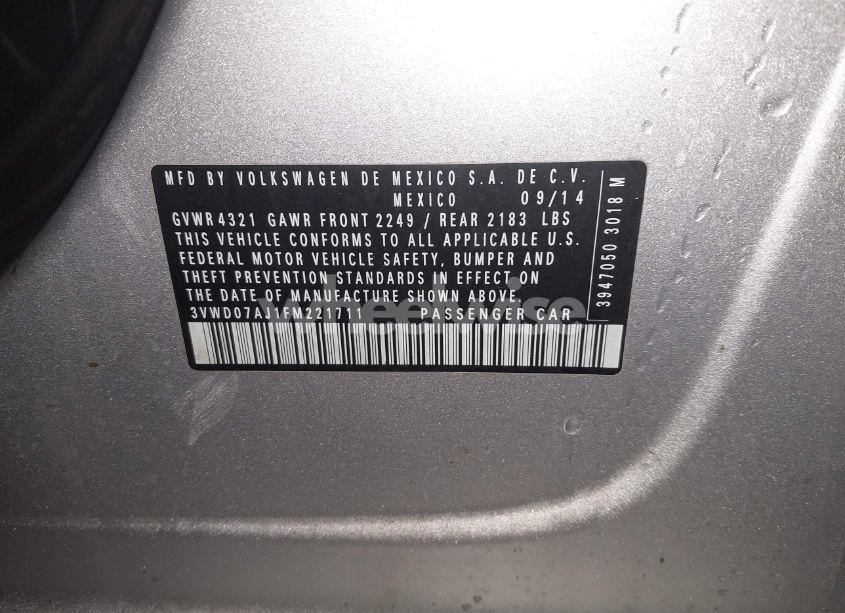 MFD BY VOLKSWAGEN DE MEXICO S.A. DE C.V.
MEXICO 09/14
GVWR 4321 GAWR FRONT 2249 / REAR 2183 LBS
THIS VEHICLE CONFORMS TO ALL APPLICABLE U.S.
FEDERAL MOTOR VEHICLE SAFETY, BUMPER AND
THEFT PREVENTION STANDARDS IN EFFECT ON
THE DATE OF MANUFACTURE SHOWN ABOVE.
3VWD07AJ1FM221711 PASSENGER CAR
3947050 3018 M
wheelwise